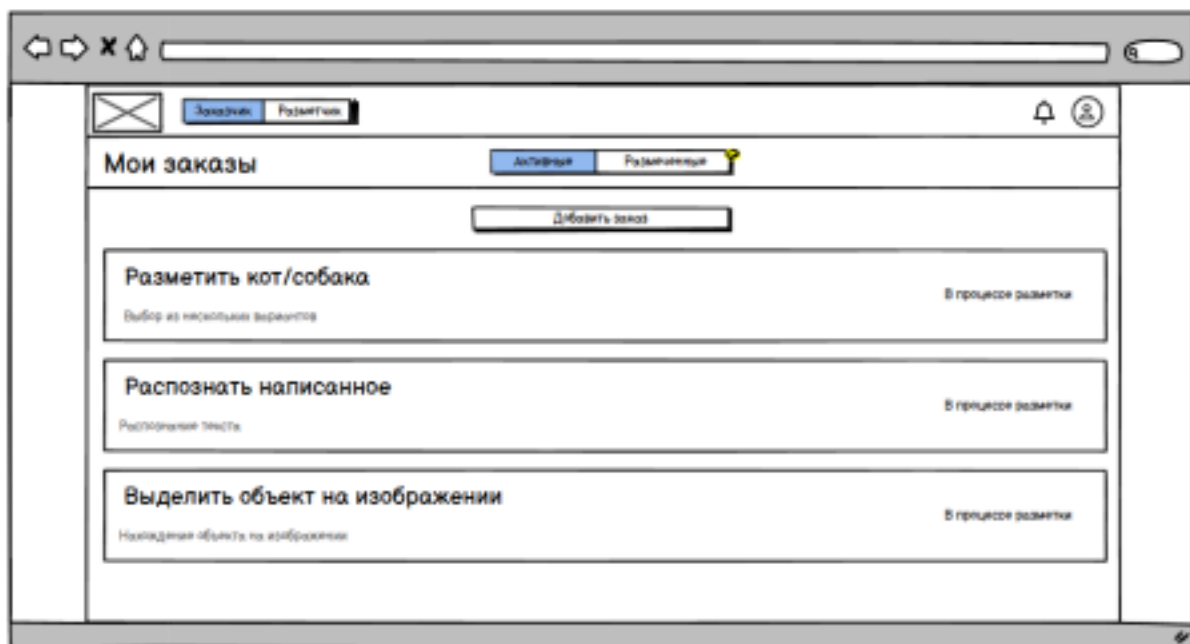 Заказчик Разметчик
Мои заказы
Активные Размеченные
Добавить заказ
Разметить кот/собака
Выбор из нескольких вариантов
В процессе разметки
Распознать написанное
Распознание текста
В процессе разметки
Выделить объект на изображении
Нахождение объекта на изображении
В процессе разметки